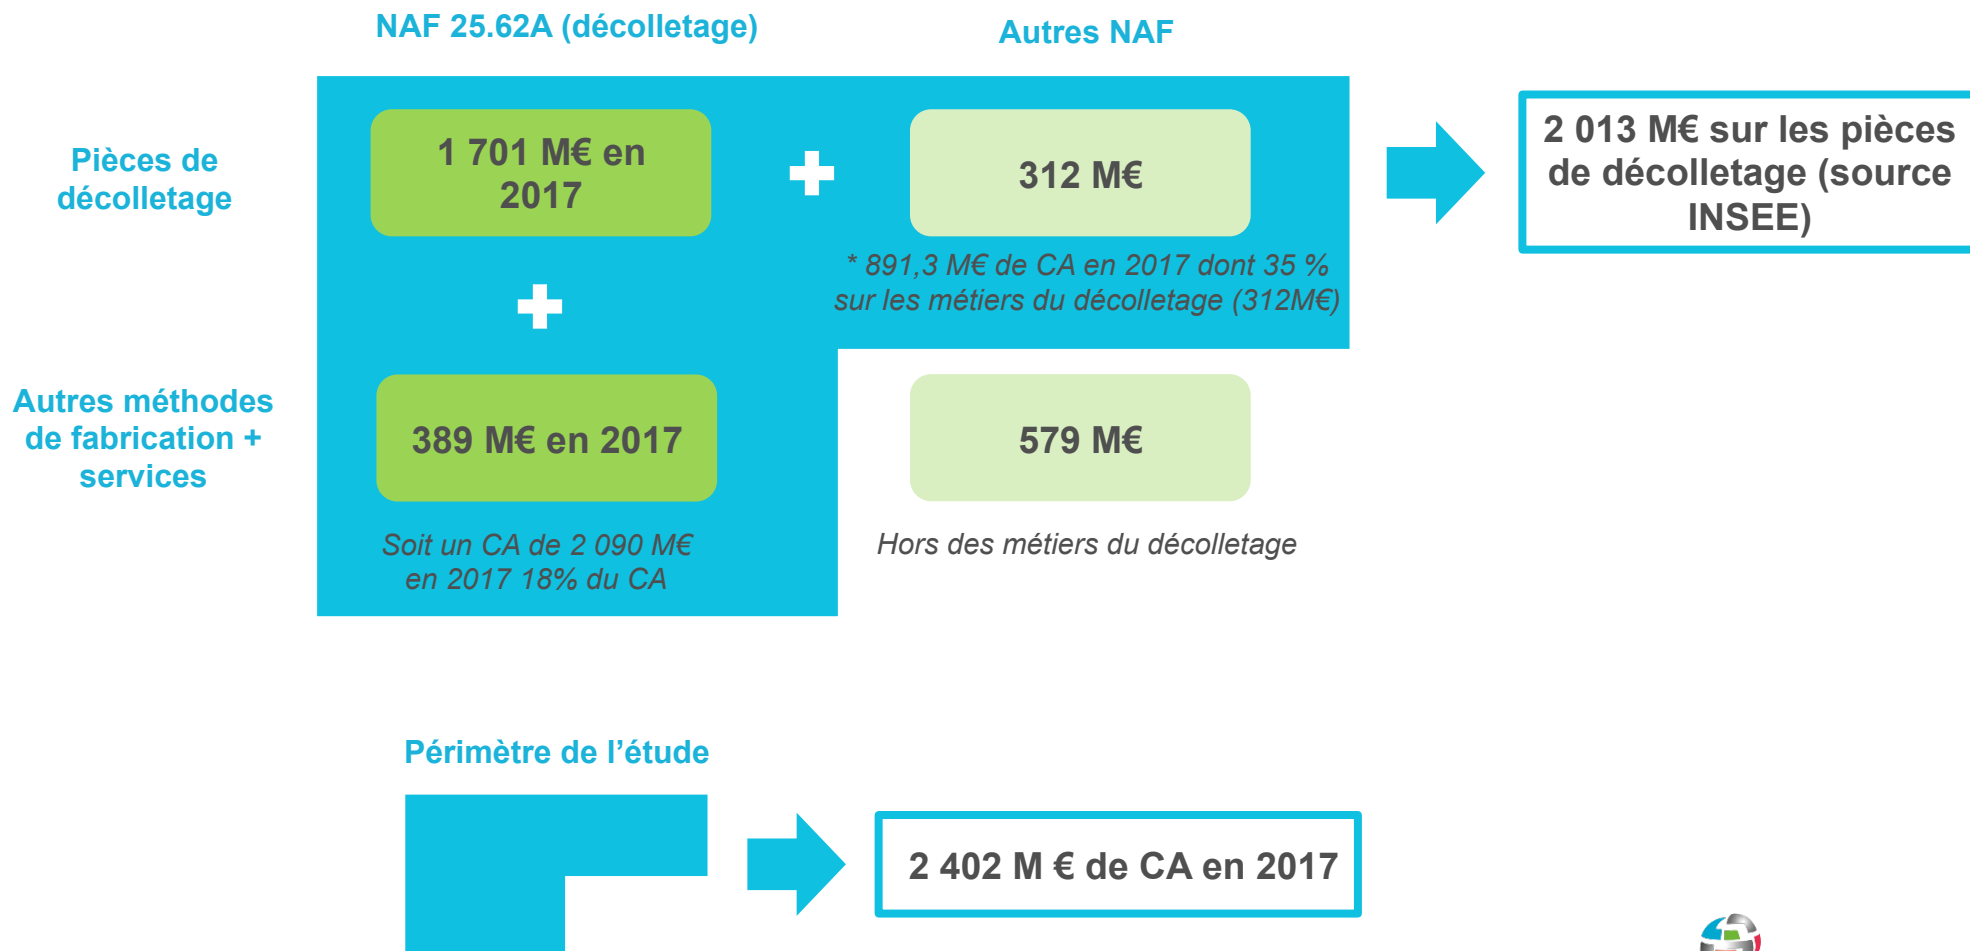 NAF 25.62A (décolletage)
Autres NAF
Pièces de
décolletage
1 701 M€ en
2017
312 M€
2 013 M€ sur les pièces
de décolletage (source
INSEE)
* 891,3 M€ de CA en 2017 dont 35 %
sur les métiers du décolletage (312M€)
Autres méthodes
de fabrication +
services
389 M€ en 2017
579 M€
Soit un CA de 2 090 M€
en 2017 18% du CA
Hors des métiers du décolletage
Périmètre de l’étude
2 402 M € de CA en 2017